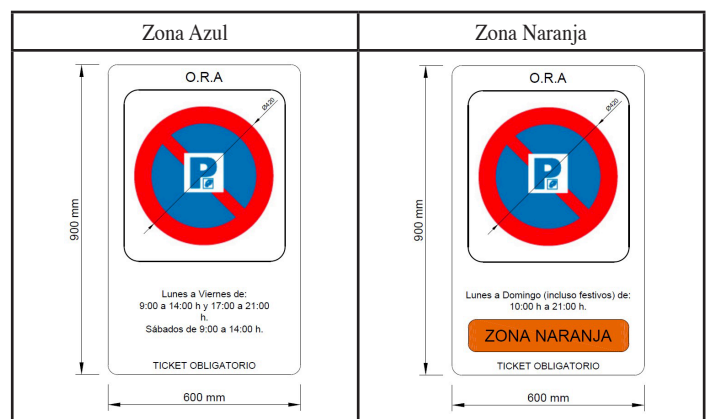 Zona Azul
Zona Naranja
O.R.A
Ø420
P
900 mm
Lunes a Viernes de:
9:00 a 14:00 h y 17:00 a 21:00
h.
Sábados de 9:00 a 14:00 h.
TICKET OBLIGATORIO
600 mm
O.R.A
Ø420
P
900 mm
Lunes a Domingo (incluso festivos) de:
10:00 h a 21:00 h.
ZONA NARANJA
TICKET OBLIGATORIO
600 mm